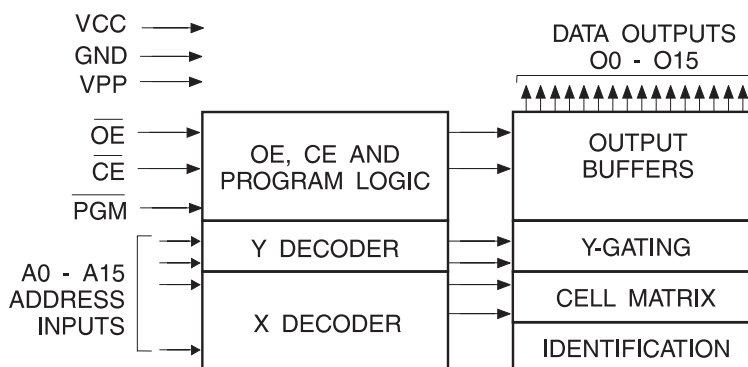 VCC
GND
VPP
OE
CE
PGM
A0 - A15
ADDRESS
INPUTS
OE, CE AND
PROGRAM LOGIC
Y DECODER
X DECODER
DATA OUTPUTS
O0 - O15
OUTPUT
BUFFERS
Y-GATING
CELL MATRIX
IDENTIFICATION